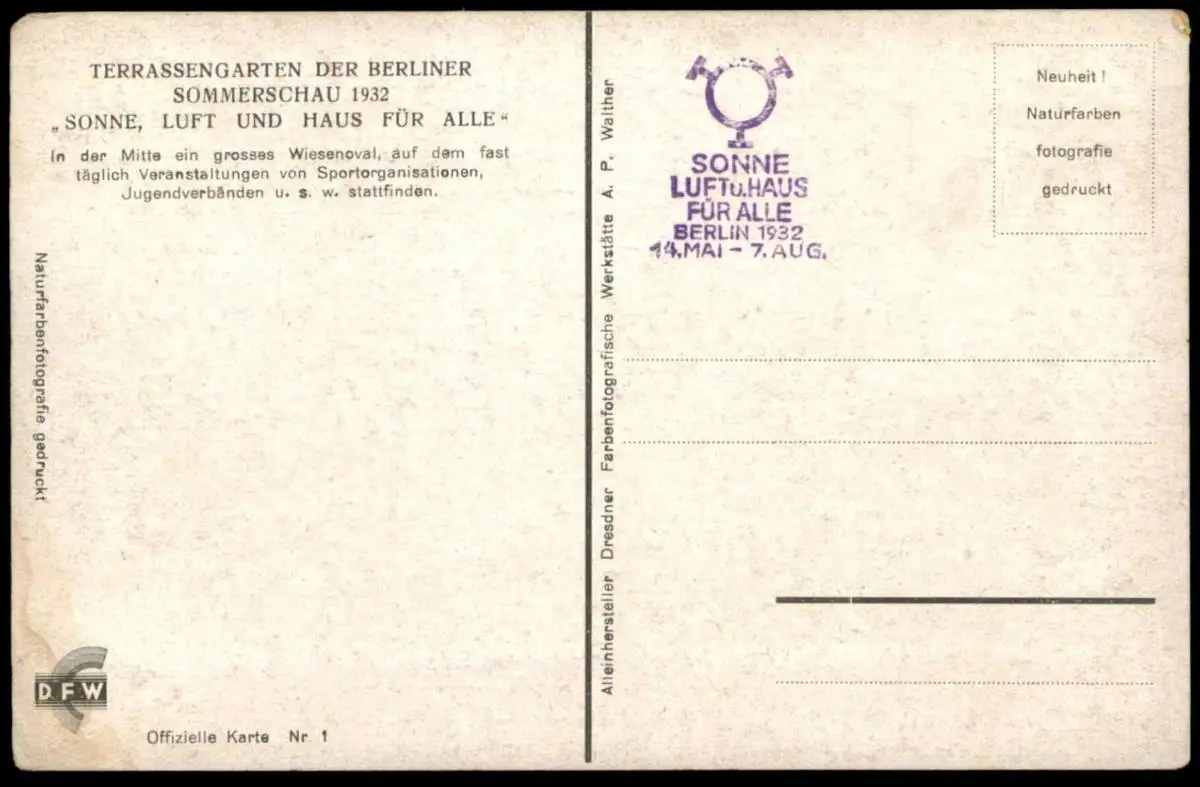 TERRASSENGARTEN DER BERLINER
SOMMERSCHAU 1932
„SONNE, LUFT UND HAUS FÜR ALLE“
In der Mitte ein grosses Wiesenoval, auf dem fast
täglich Veranstaltungen von Sportorganisationen,
Jugendverbänden u. s. w. stattfinden.
Naturfarbenfotografie gedruckt
DFW
Offizielle Karte Nr 1
Alleinhersteller Dresdner Farbenfotografische Werkstätte A. P. Walther
SONNE
LUFT u. HAUS
FÜR ALLE
BERLIN 1932
14. MAI - 7. AUG.
Neuheit!
Naturfarben
fotografie
gedruckt